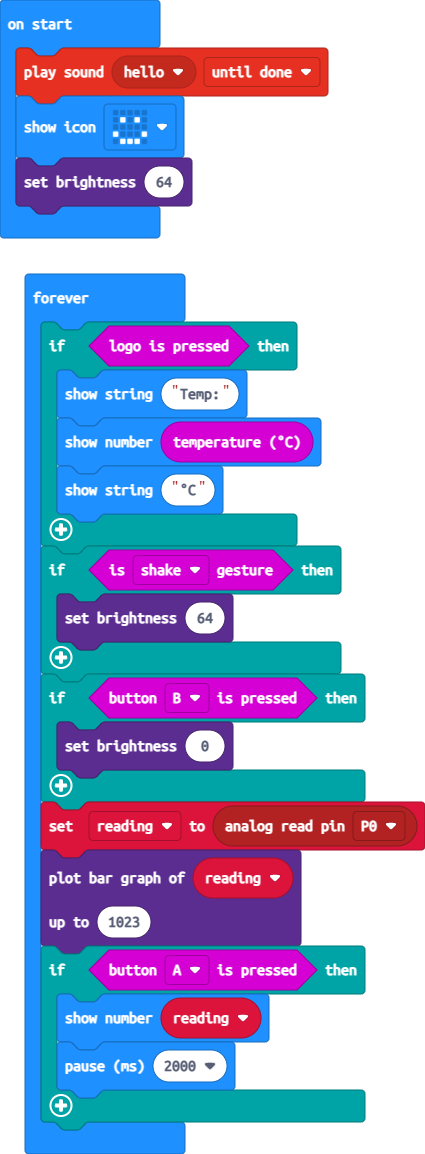 on start
play sound hello until done
show icon
set brightness 64
forever
if logo is pressed then
show string "Temp:"
show number temperature (°C)
show string "°C"
if is shake gesture then
set brightness 64
if button B is pressed then
set brightness 0
set reading to analog read pin P0
plot bar graph of reading
up to 1023
if button A is pressed then
show number reading
pause (ms) 2000